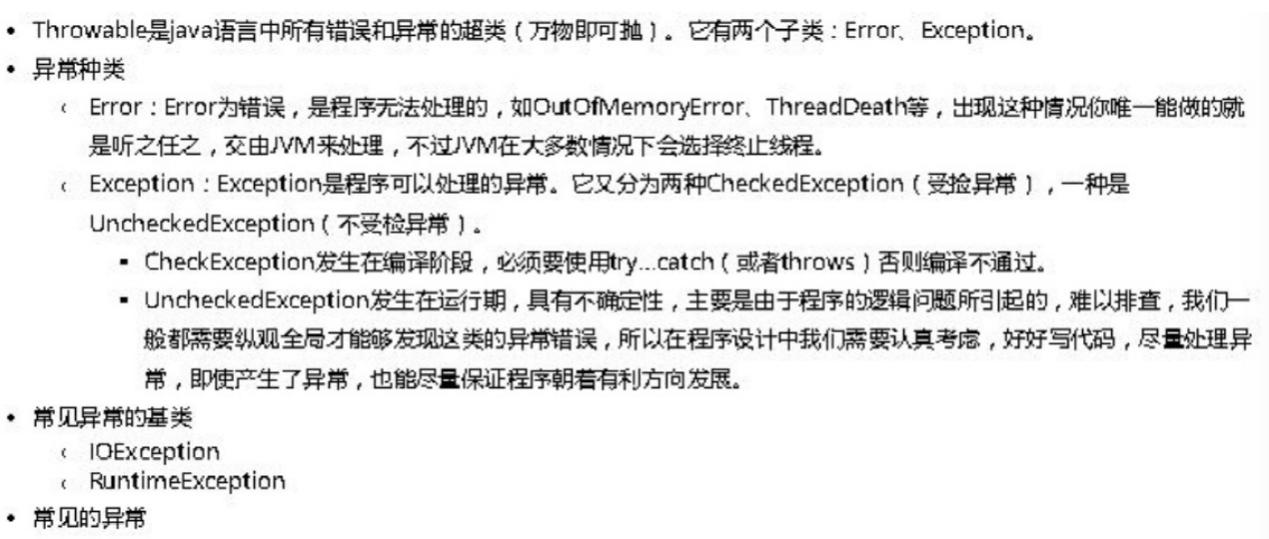 • Throwable是java语言中所有错误和异常的超类（万物即可抛）。它有两个子类：Error、Exception。
• 异常种类
Error：Error为错误，是程序无法处理的，如OutOfMemoryError、ThreadDeath等，出现这种情况你唯一能做的就
是听之任之，交由JVM来处理，不过JVM在大多数情况下会选择终止线程。
Exception：Exception是程序可以处理的异常。它又分为两种CheckedException（受捡异常），一种是
UncheckedException（不受检异常）。
▪ CheckException发生在编译阶段，必须要使用try...catch（或者throws）否则编译不通过。
▪ UncheckedException发生在运行期，具有不确定性，主要是由于程序的逻辑问题所引起的，难以排查，我们一
般都需要纵观全局才能够发现这类的异常错误，所以在程序设计中我们需要认真考虑，好好写代码，尽量处理异
常，即使产生了异常，也能尽量保证程序朝着有利方向发展。
• 常见异常的基类
IOException
RuntimeException
• 常见的异常